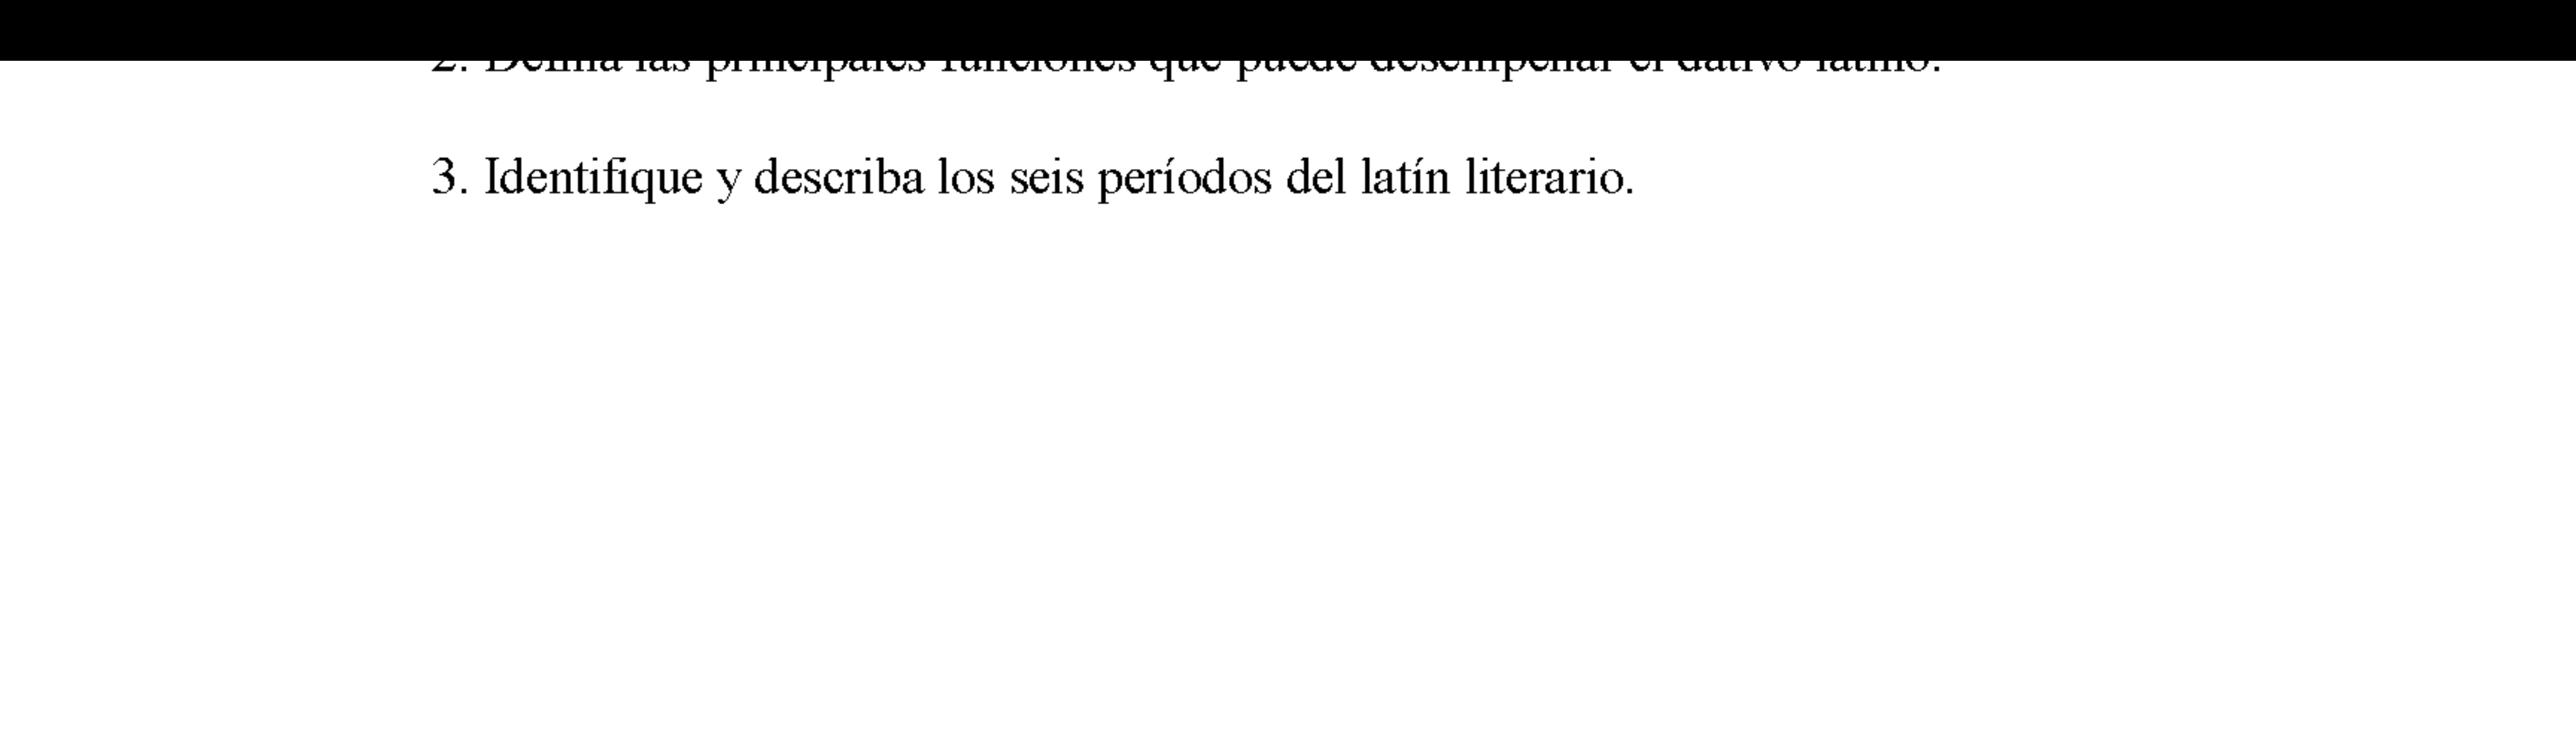 2. Defina las principales funciones que puede desempeñar el dativo latino.
3. Identifique y describa los seis períodos del latín literario.